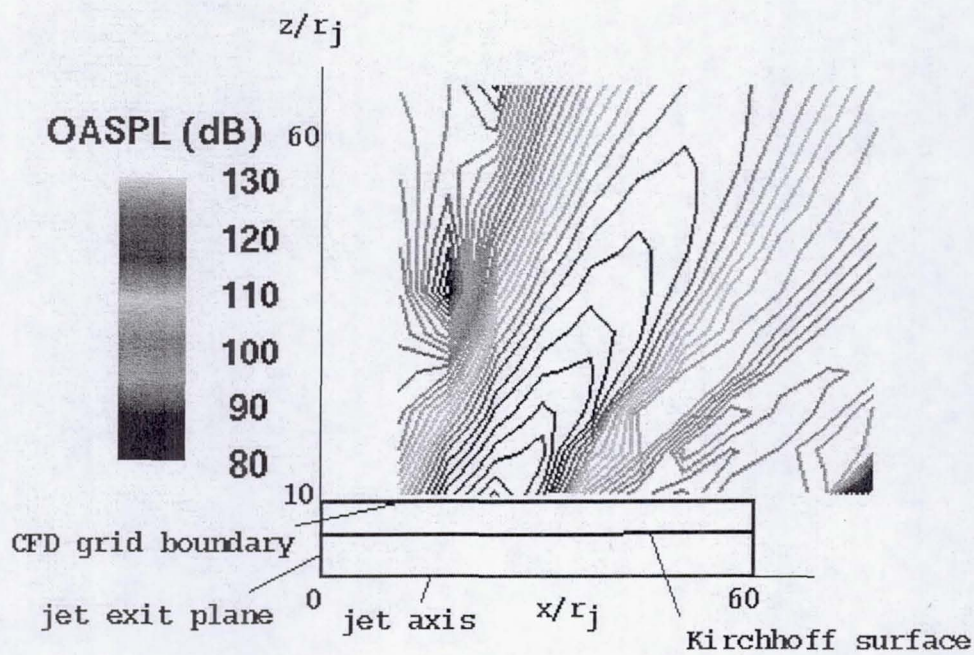 z/rj
OASPL (dB)
60
130
120
110
100
90
80
10
CFD grid boundary
jet exit plane
0
jet axis
x/rj
60
Kirchhoff surface